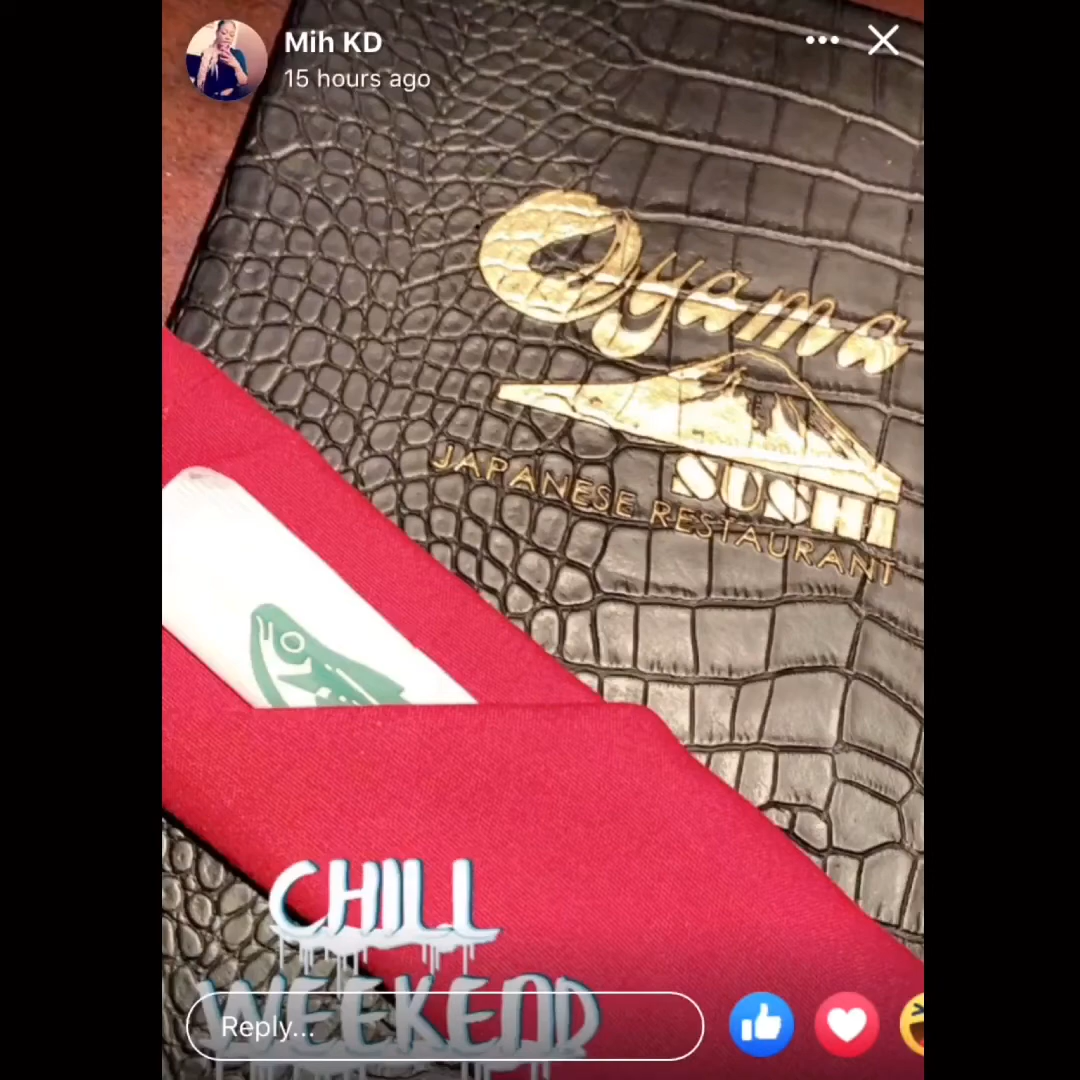 Mih KD
15 hours ago
Oyama
SUSHI
JAPANESE RESTAURANT
CHILL
WEEKEND
Reply...